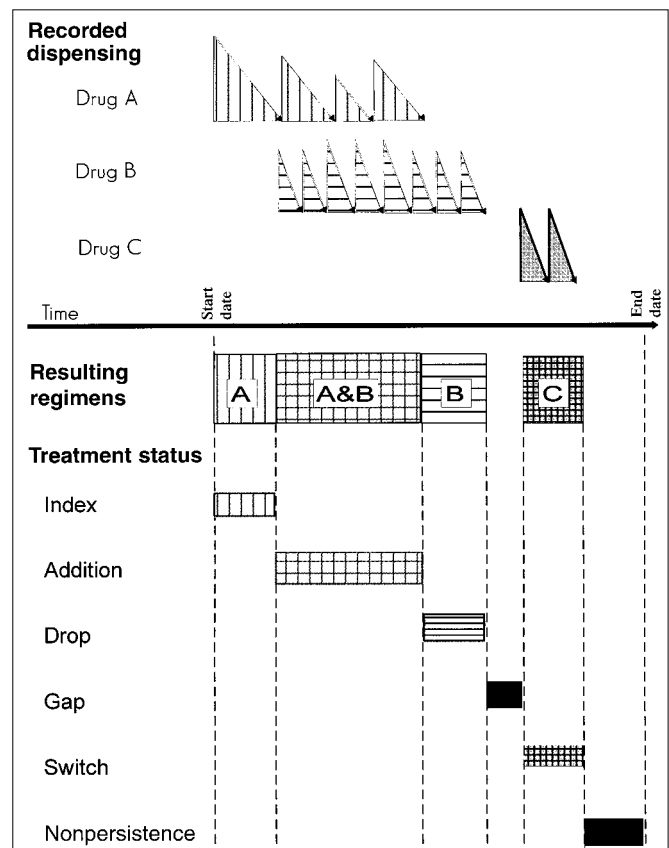 Recorded
dispensing
Drug A
Drug B
Drug C
Time
Start
date
End
date
Resulting
regimens
A
A&B
B
C
Treatment status
Index
Addition
Drop
Gap
Switch
Nonpersistence